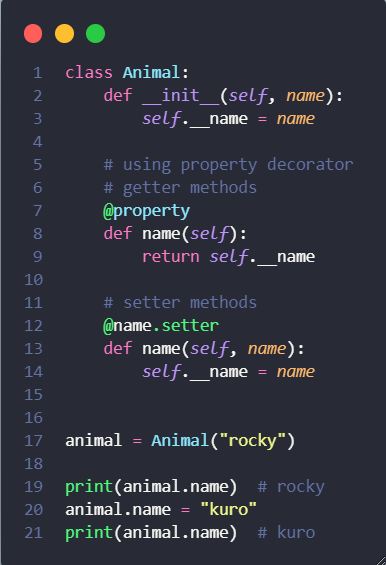 1 class Animal:
2     def __init__(self, name):
3         self.__name = name
4
5     # using property decorator
6     # getter methods
7     @property
8     def name(self):
9         return self.__name
10
11     # setter methods
12     @name.setter
13     def name(self, name):
14         self.__name = name
15
16
17 animal = Animal("rocky")
18
19 print(animal.name)  # rocky
20 animal.name = "kuro"
21 print(animal.name)  # kuro